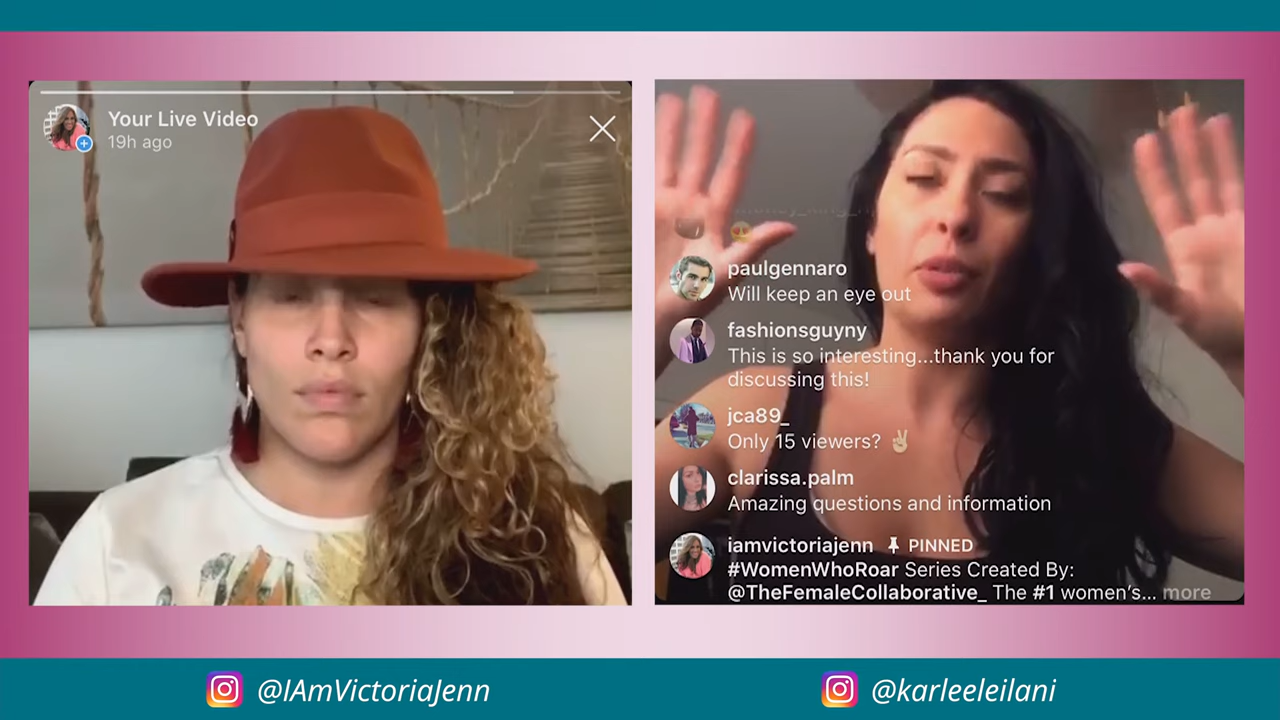 Your Live Video
19h ago
paulgennaro
Will keep an eye out
fashionsguyny
This is so interesting...thank you for
discussing this!
jca89_
Only 15 viewers? ✌🏼
clarissa.palm
Amazing questions and information
iamvictoriajenn 📌 PINNED
#WomenWhoRoar Series Created By:
@TheFemaleCollaborative_ The #1 women's... more
@IAmVictoriaJenn
@karleeleilani